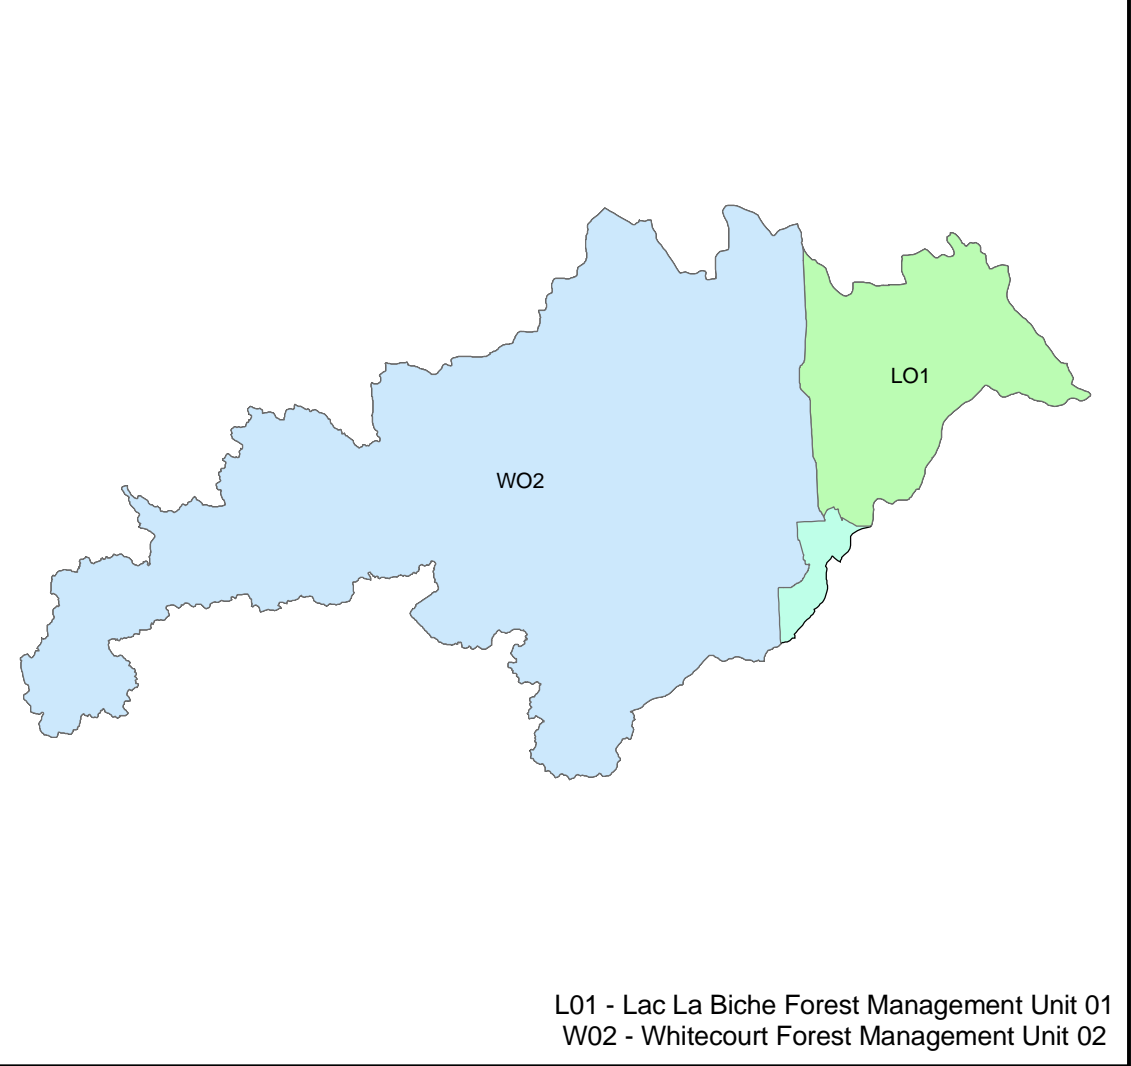 LO1
WO2
L01 - Lac La Biche Forest Management Unit 01
W02 - Whitecourt Forest Management Unit 02